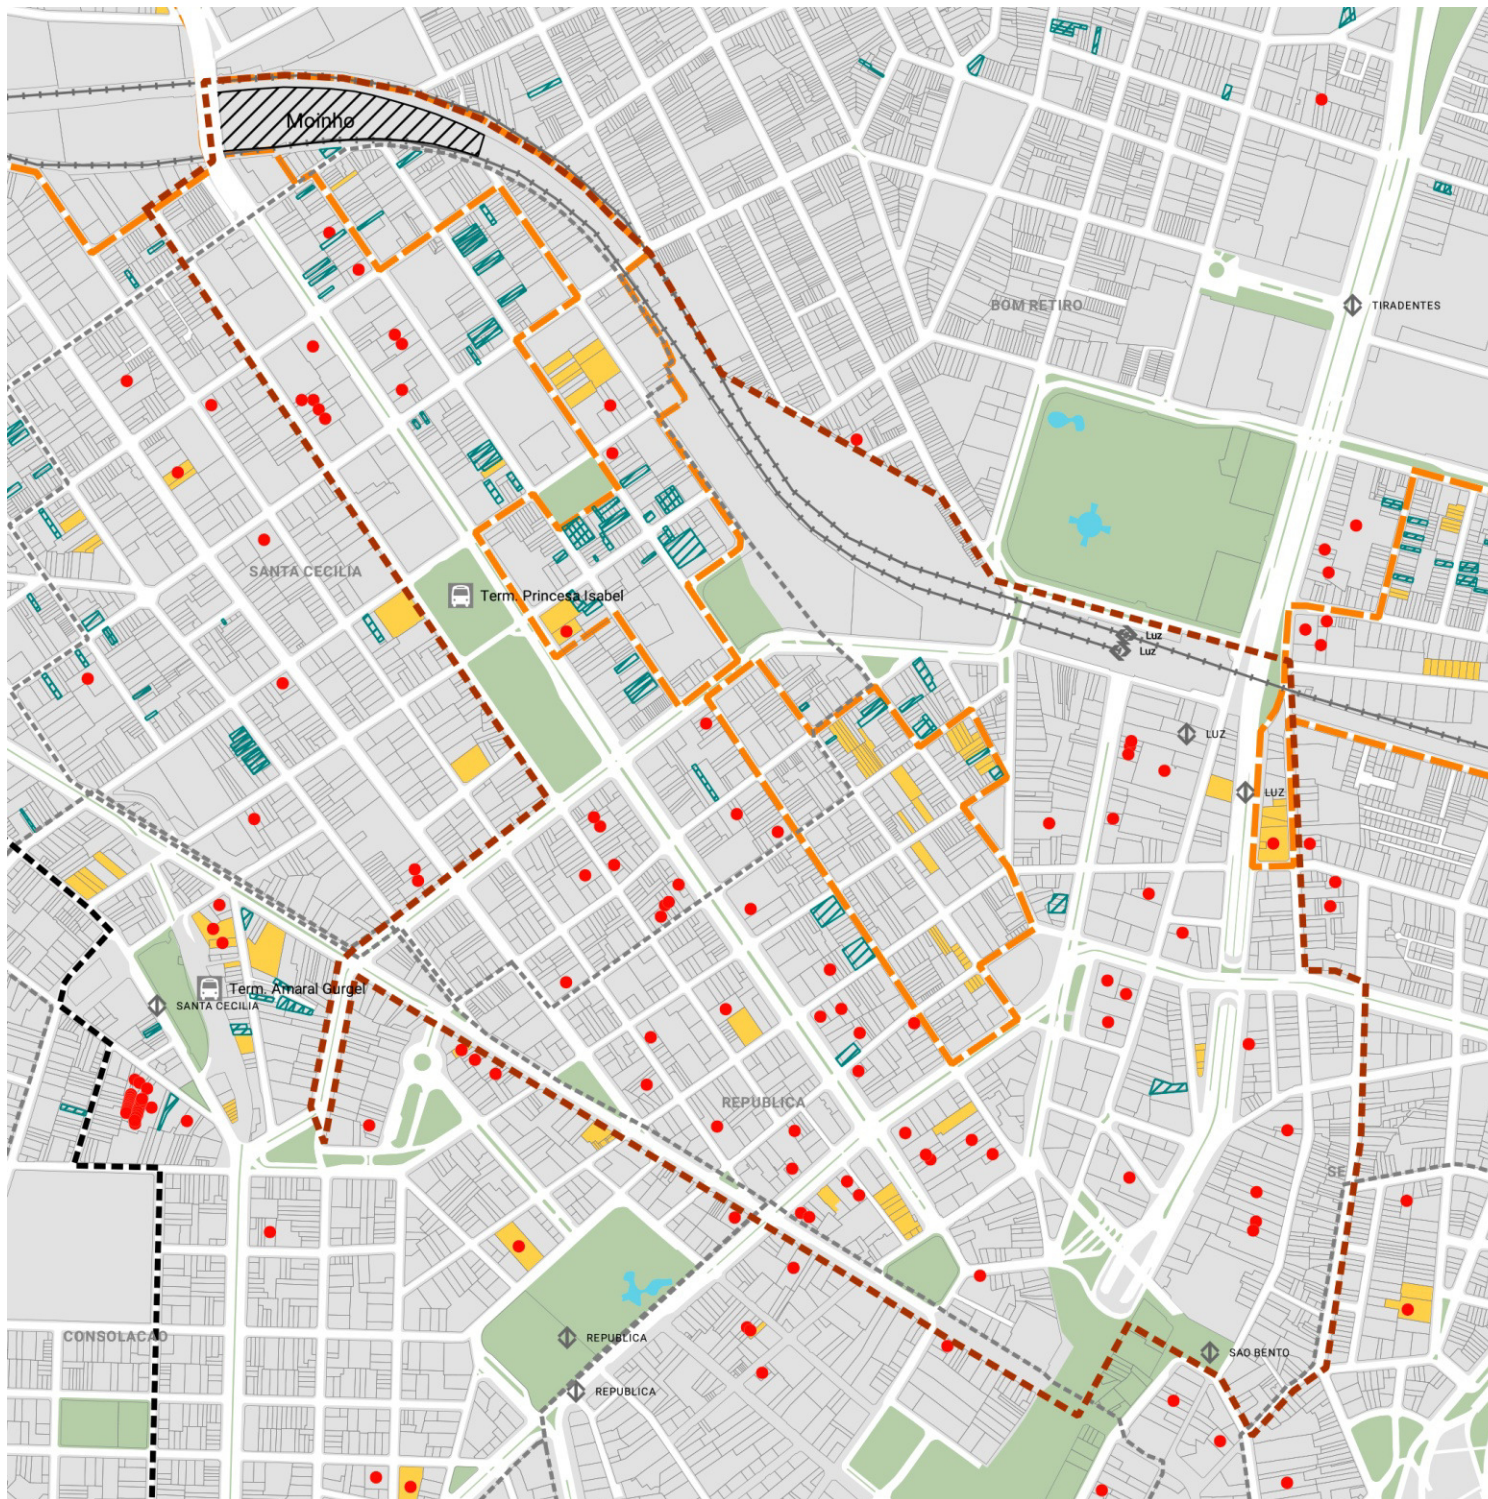 Moinho
BOM RETIRO
TIRADENTES
SANTA CECILIA
Term. Princesa Isabel
Luz
Luz
LUZ
LUZ
Term. Amaral Gurgel
SANTA CECILIA
REPUBLICA
SE
CONSOLACAO
REPUBLICA
SAO BENTO
REPUBLICA